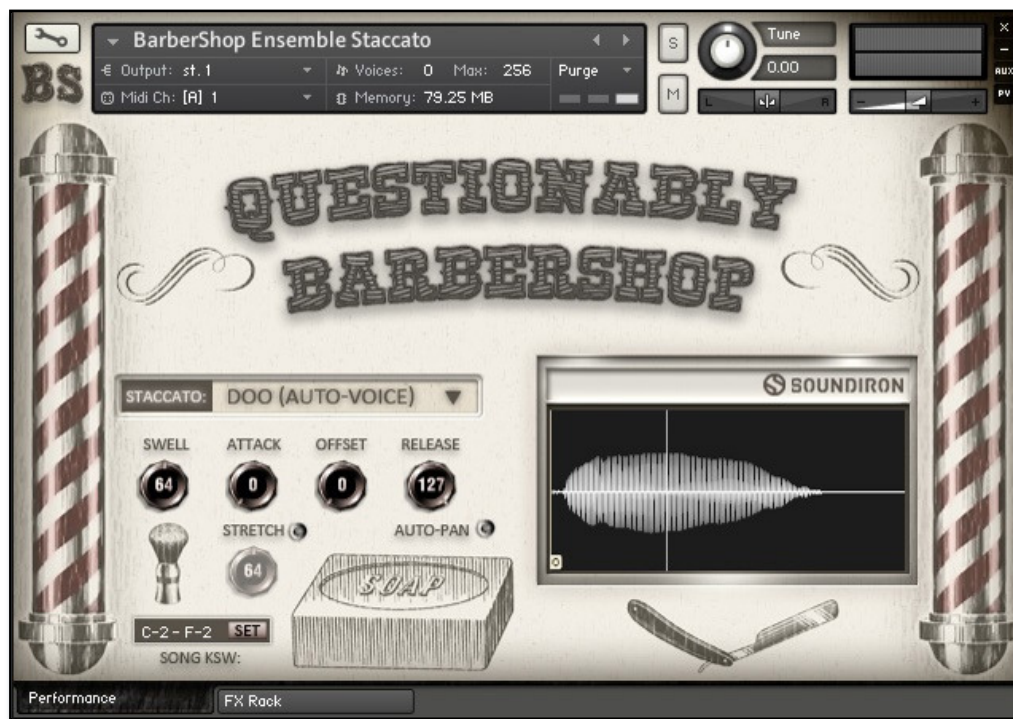 BarberShop Ensemble Staccato
Output: st.1
Voices: 0 Max: 256
Purge
Midi Ch: [A] 1
Memory: 79.25 MB
S
M
Tune
0.00
L
R
- +
×
-
AUX
PV
BS
QUESTIONABLY
BARBERSHOP
STACCATO: DOO (AUTO-VOICE)
SOUNDIRON
SWELL ATTACK OFFSET RELEASE
64 0 0 127
STRETCH AUTO-PAN
64
SOAP
0
C-2 - F-2 SET
SONG KSW:
Performance FX Rack